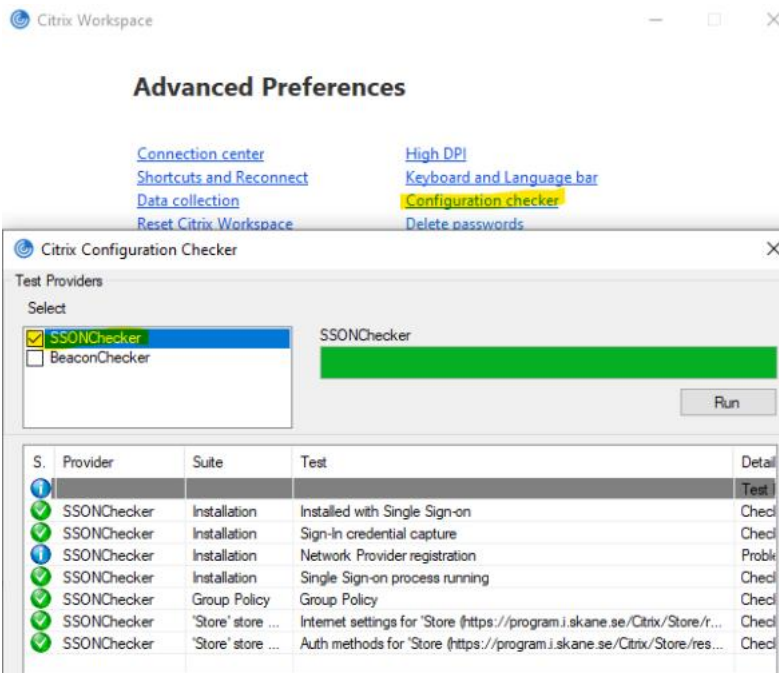 Citrix Workspace
Advanced Preferences
Connection center High DPI
Shortcuts and Reconnect Keyboard and Language bar
Data collection Configuration checker
Reset Citrix Workspace Delete passwords
Citrix Configuration Checker
Test Providers
Select
SSONChecker SSONChecker
BeaconChecker
Run
S. Provider Suite Test Detail
Test
SSONChecker Installation Installed with Single Sign-on Check
SSONChecker Installation Sign-In credential capture Check
SSONChecker Installation Network Provider registration Proble
SSONChecker Installation Single Sign-on process running Check
SSONChecker Group Policy Group Policy Check
SSONChecker 'Store' store ... Internet settings for 'Store (https://program.i.skane.se/Citrix/Store/r... Check
SSONChecker 'Store' store ... Auth methods for 'Store (https://program.i.skane.se/Citrix/Store/res... Check